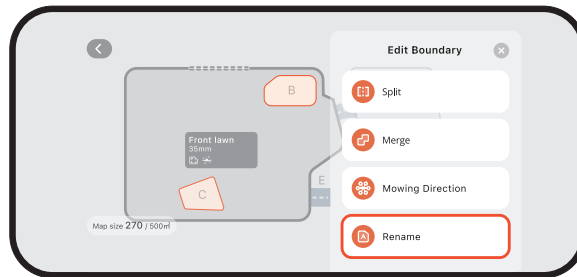 Edit Boundary
B
Split
Front lawn
35mm
Merge
E
C
Mowing Direction
Map size 270 / 500㎡
A
Rename